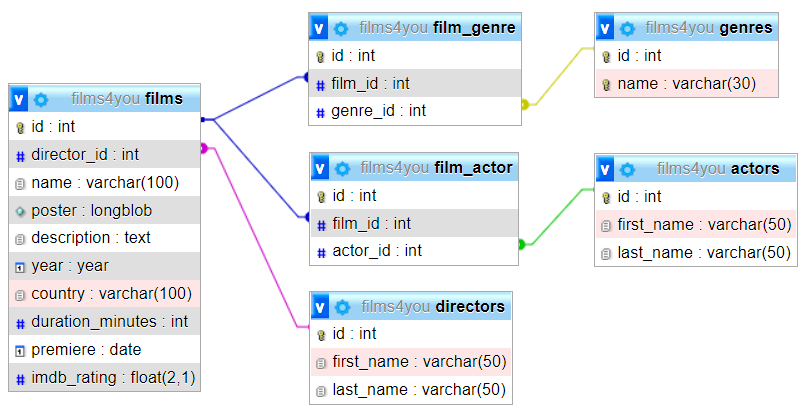 films4you films
id : int
director_id : int
name : varchar(100)
poster : longblob
description : text
year : year
country : varchar(100)
duration_minutes : int
premiere : date
imdb_rating : float(2,1)
films4you film_genre
id : int
film_id : int
genre_id : int
films4you genres
id : int
name : varchar(30)
films4you film_actor
id : int
film_id : int
actor_id : int
films4you actors
id : int
first_name : varchar(50)
last_name : varchar(50)
films4you directors
id : int
first_name : varchar(50)
last_name : varchar(50)